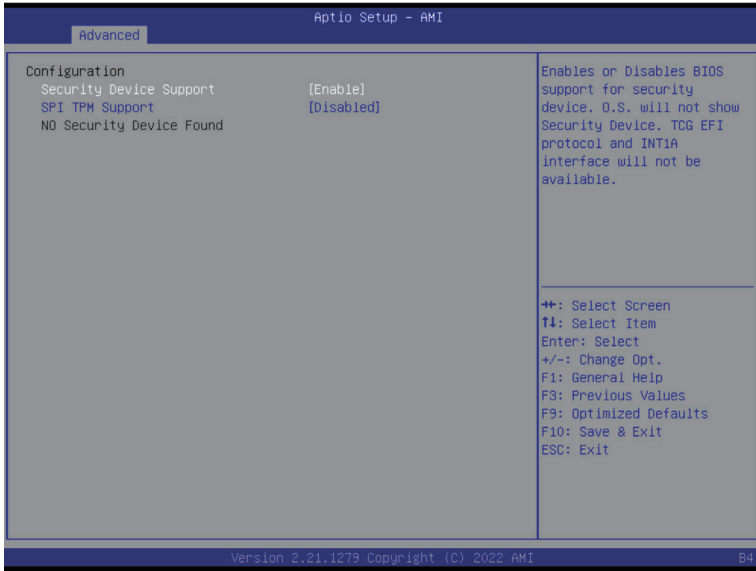 Aptio Setup - AMI
Advanced
Configuration
Security Device Support [Enable]
SPI TPM Support [Disabled]
NO Security Device Found
Enables or Disables BIOS
support for security
device. O.S. will not show
Security Device. TCG EFI
protocol and INT1A
interface will not be
available.
→←: Select Screen
↑↓: Select Item
Enter: Select
+/-: Change Opt.
F1: General Help
F3: Previous Values
F9: Optimized Defaults
F10: Save & Exit
ESC: Exit
Version 2.21.1279 Copyright (C) 2022 AMI
B4